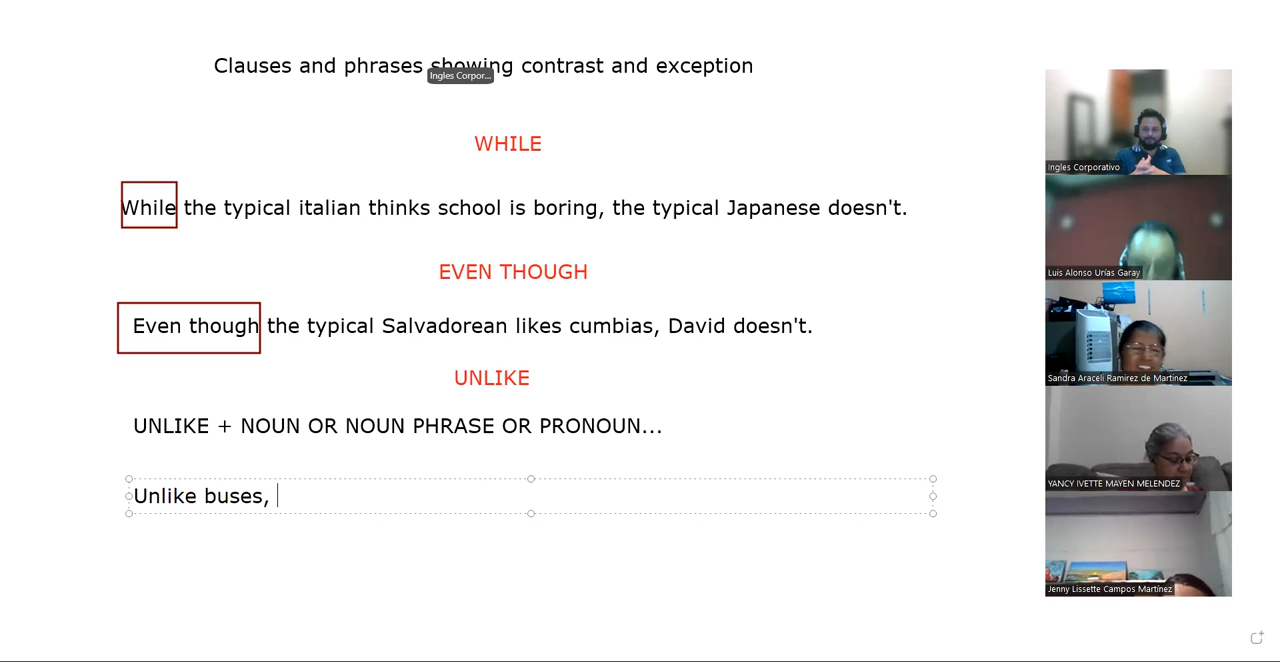 Clauses and phrases showing contrast and exception
Ingles Corpor...
WHILE
While the typical italian thinks school is boring, the typical Japanese doesn't.
EVEN THOUGH
Even though the typical Salvadorean likes cumbias, David doesn't.
UNLIKE
UNLIKE + NOUN OR NOUN PHRASE OR PRONOUN...
Unlike buses,
Ingles Corporativo
Luis Alonso Urías Garay
Sandra Araceli Ramirez de Martinez
YANCY IVETTE MAYEN MELENDEZ
Jenny Lissette Campos Martínez